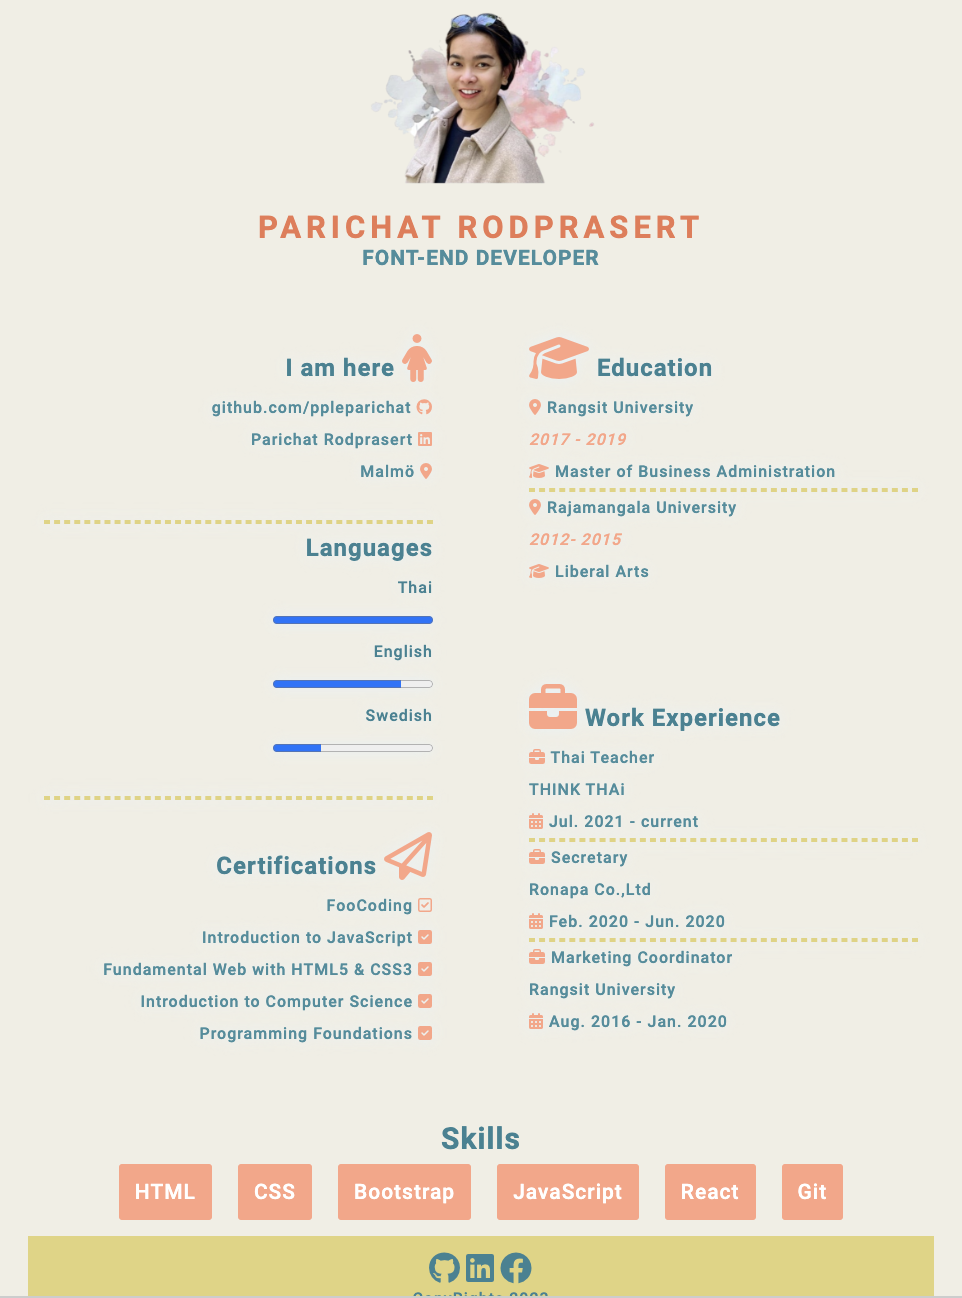 PARICHAT RODPRASERT
FONT-END DEVELOPER
I am here
github.com/ppleparichat
Parichat Rodprasert
Malmö
Languages
Thai
English
Swedish
Certifications
FooCoding
Introduction to JavaScript
Fundamental Web with HTML5 & CSS3
Introduction to Computer Science
Programming Foundations
Education
Rangsit University
2017 - 2019
Master of Business Administration
Rajamangala University
2012- 2015
Liberal Arts
Work Experience
Thai Teacher
THINK THAi
Jul. 2021 - current
Secretary
Ronapa Co.,Ltd
Feb. 2020 - Jun. 2020
Marketing Coordinator
Rangsit University
Aug. 2016 - Jan. 2020
Skills
HTML
CSS
Bootstrap
JavaScript
React
Git